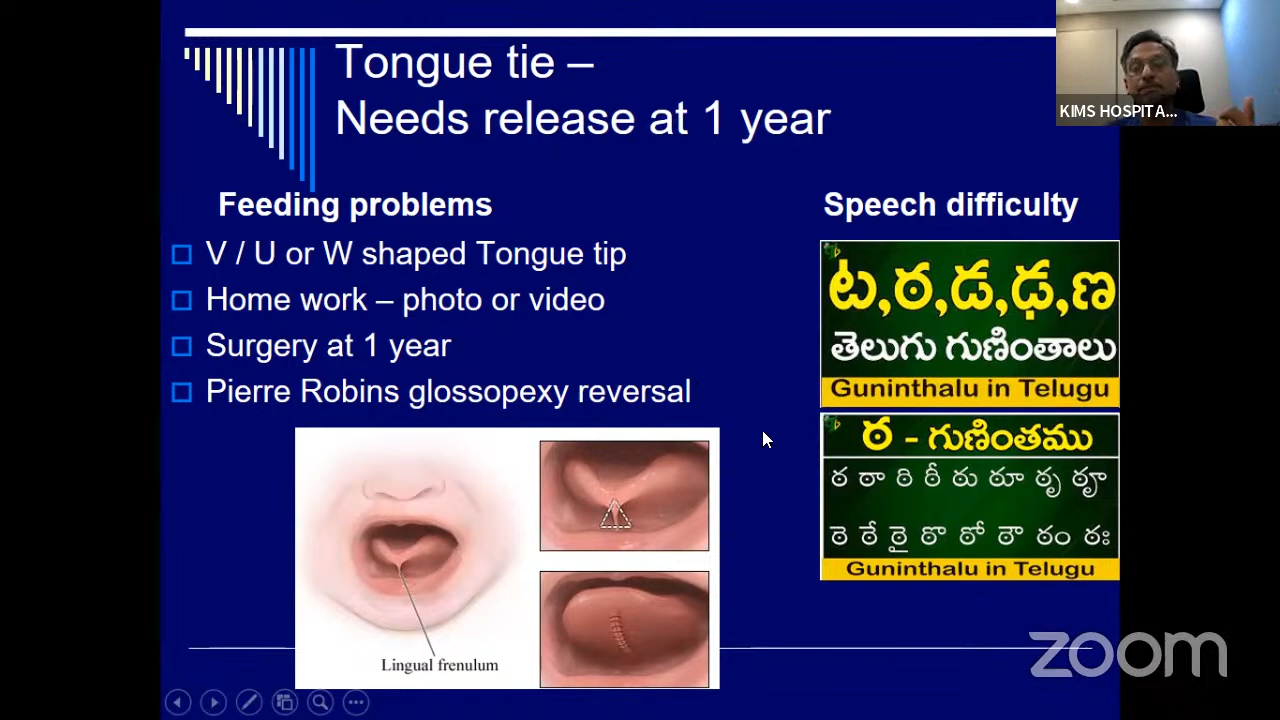 Tongue tie –
Needs release at 1 year
KIMS HOSPITA...
Feeding problems
V / U or W shaped Tongue tip
Home work – photo or video
Surgery at 1 year
Pierre Robins glossopexy reversal
Lingual frenulum
Speech difficulty
ట,ఠ,డ,ఢ,ణ
తెలుగు గుణింతాలు
Guninthalu in Telugu
ఠ - గుణింతము
ఠ ఠా ఠి ఠీ ఠు ఠూ ఠృ ఠౄ
ఠె ఠే ఠై ఠొ ఠో ఠౌ ఠం ఠః
Guninthalu in Telugu
zoom